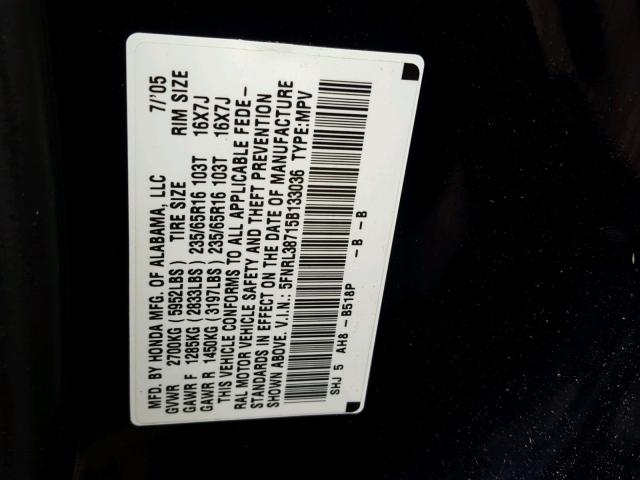 MFD. BY HONDA MFG. OF ALABAMA, LLC 7/'05
GVWR 2700KG (5952LBS) TIRE SIZE RIM SIZE
GAWR F 1285KG (2833LBS) 235/65R16 103T 16X7J
GAWR R 1450KG (3197LBS) 235/65R16 103T 16X7J
THIS VEHICLE CONFORMS TO ALL APPLICABLE FEDE-
RAL MOTOR VEHICLE SAFETY AND THEFT PREVENTION
STANDARDS IN EFFECT ON THE DATE OF MANUFACTURE
SHOWN ABOVE. V.I.N.: 5FNRL38715B133036 TYPE:MPV
SHJ 5 AH8 -B518P -B -B